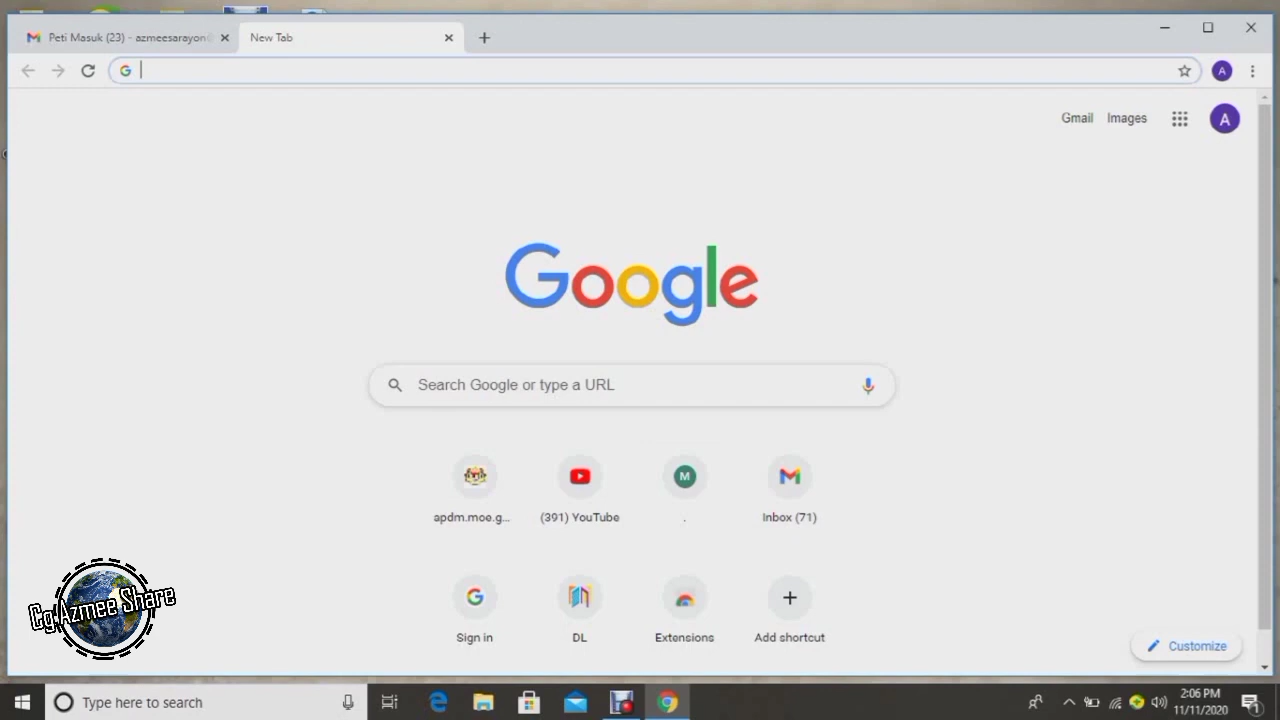 Peti Masuk (23) - azmeesarayon
New Tab
A
Gmail
Images
A
Google
Search Google or type a URL
M
apdm.moe.g...
(391) YouTube
.
Inbox (71)
Sign in
DL
Extensions
Add shortcut
Cg.Azmee Share
Customize
Type here to search
2:06 PM
11/11/2020
1